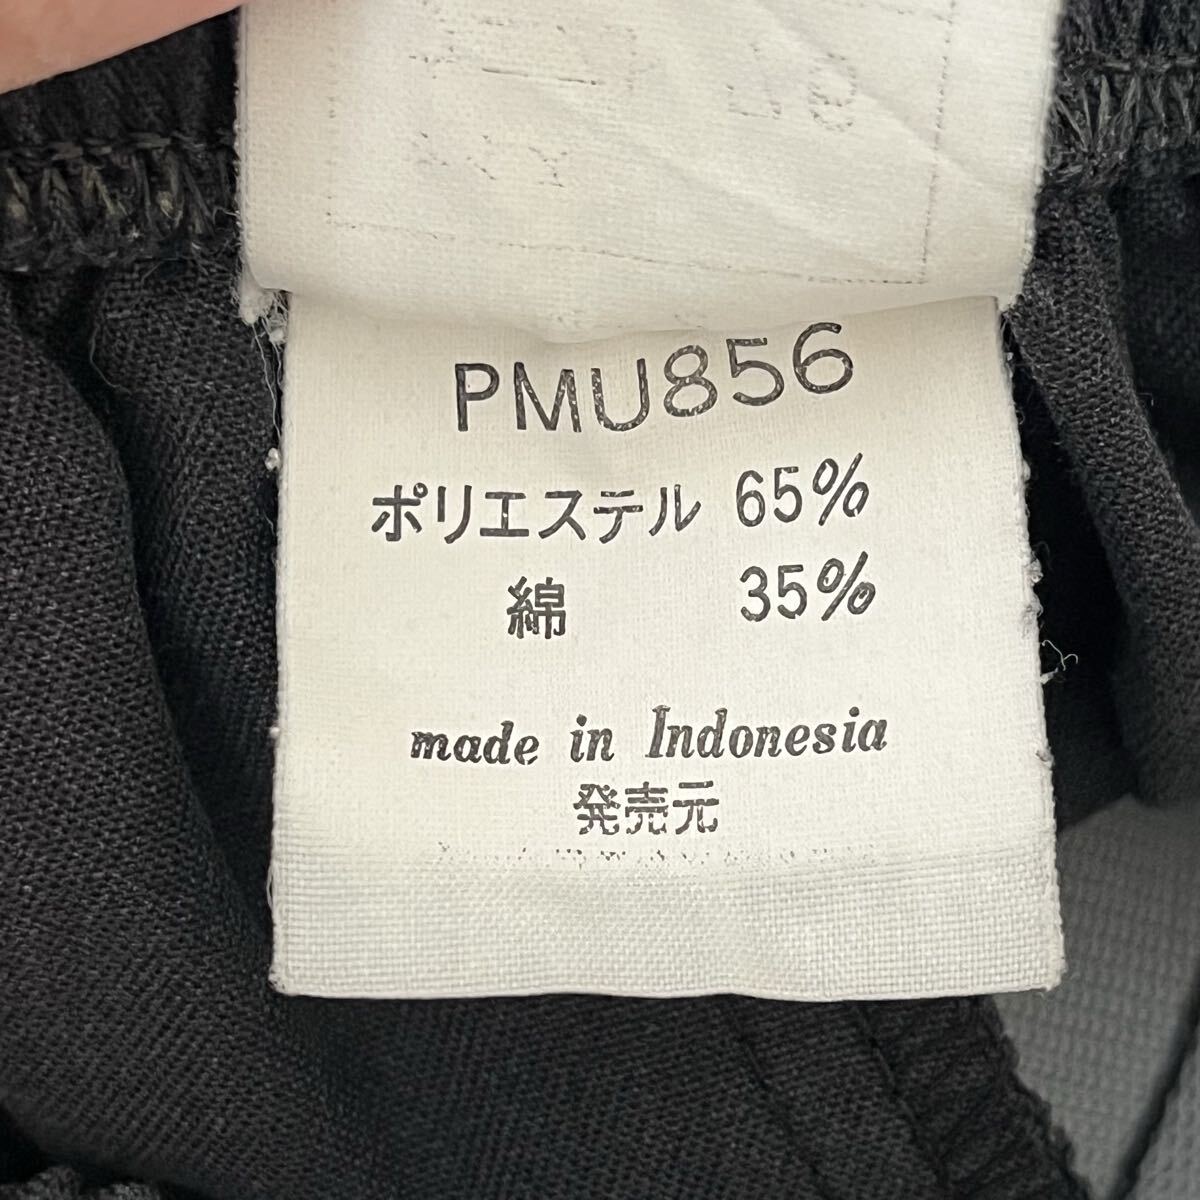 PMU856
ポリエステル 65%
綿 35%
made in Indonesia
発売元